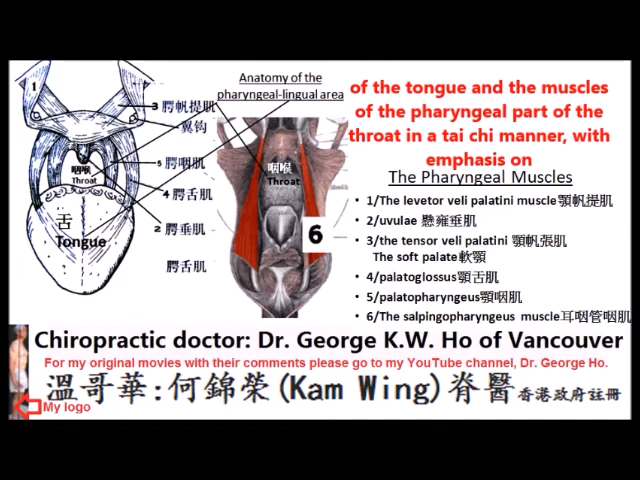 Anatomy of the
pharyngeal-lingual area
1
3 腭帆提肌
翼钩
5 腭咽肌
4 腭舌肌
2 腭垂肌
腭舌肌
咽喉
Throat
舌
Tongue
咽喉
Throat
6
of the tongue and the muscles
of the pharyngeal part of the
throat in a tai chi manner, with
emphasis on
The Pharyngeal Muscles
• 1/The levetor veli palatini muscle顎帆提肌
• 2/uvulae 懸雍垂肌
• 3/the tensor veli palatini 顎帆張肌
The soft palate軟顎
• 4/palatoglossus顎舌肌
• 5/palatopharyngeus顎咽肌
• 6/The salpingopharyngeus muscle耳咽管咽肌
Chiropractic doctor: Dr. George K.W. Ho of Vancouver
For my original movies with their comments please go to my YouTube channel, Dr. George Ho.
溫哥華:何錦榮(Kam Wing)脊醫香港政府註冊
My logo